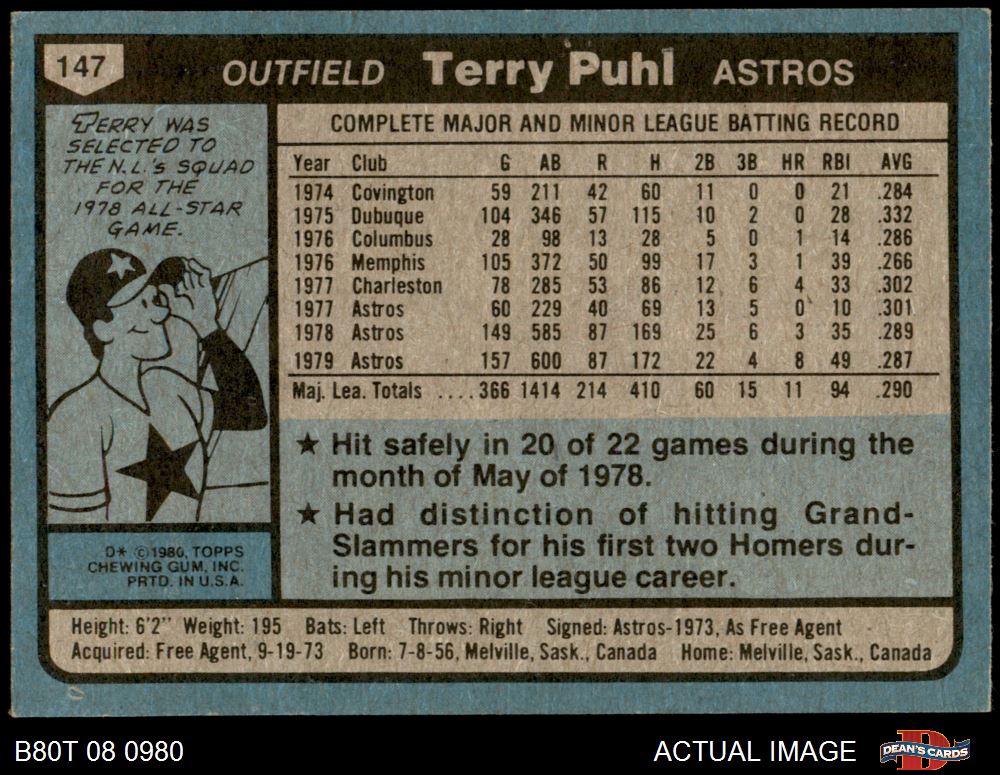 147
OUTFIELD Terry Puhl ASTROS
TERRY WAS
SELECTED TO
THE N.L.'s SQUAD
FOR THE
1978 ALL-STAR
GAME.
D* ©1980, TOPPS
CHEWING GUM, INC.
PRTD. IN U.S.A.
COMPLETE MAJOR AND MINOR LEAGUE BATTING RECORD
Year Club G AB R H 2B 3B HR RBI AVG
1974 Covington 59 211 42 60 11 0 0 21 .284
1975 Dubuque 104 346 57 115 10 2 0 28 .332
1976 Columbus 28 98 13 28 5 0 1 14 .286
1976 Memphis 105 372 50 99 17 3 1 39 .266
1977 Charleston 78 285 53 86 12 6 4 33 .302
1977 Astros 60 229 40 69 13 5 0 10 .301
1978 Astros 149 585 87 169 25 6 3 35 .289
1979 Astros 157 600 87 172 22 4 8 49 .287
Maj. Lea. Totals ....366 1414 214 410 60 15 11 94 .290
★ Hit safely in 20 of 22 games during the
month of May of 1978.
★ Had distinction of hitting Grand-
Slammers for his first two Homers dur-
ing his minor league career.
Height: 6'2" Weight: 195 Bats: Left Throws: Right Signed: Astros-1973, As Free Agent
Acquired: Free Agent, 9-19-73 Born: 7-8-56, Melville, Sask., Canada Home: Melville, Sask., Canada
B80T 08 0980 ACTUAL IMAGE DEAN'S CARDS